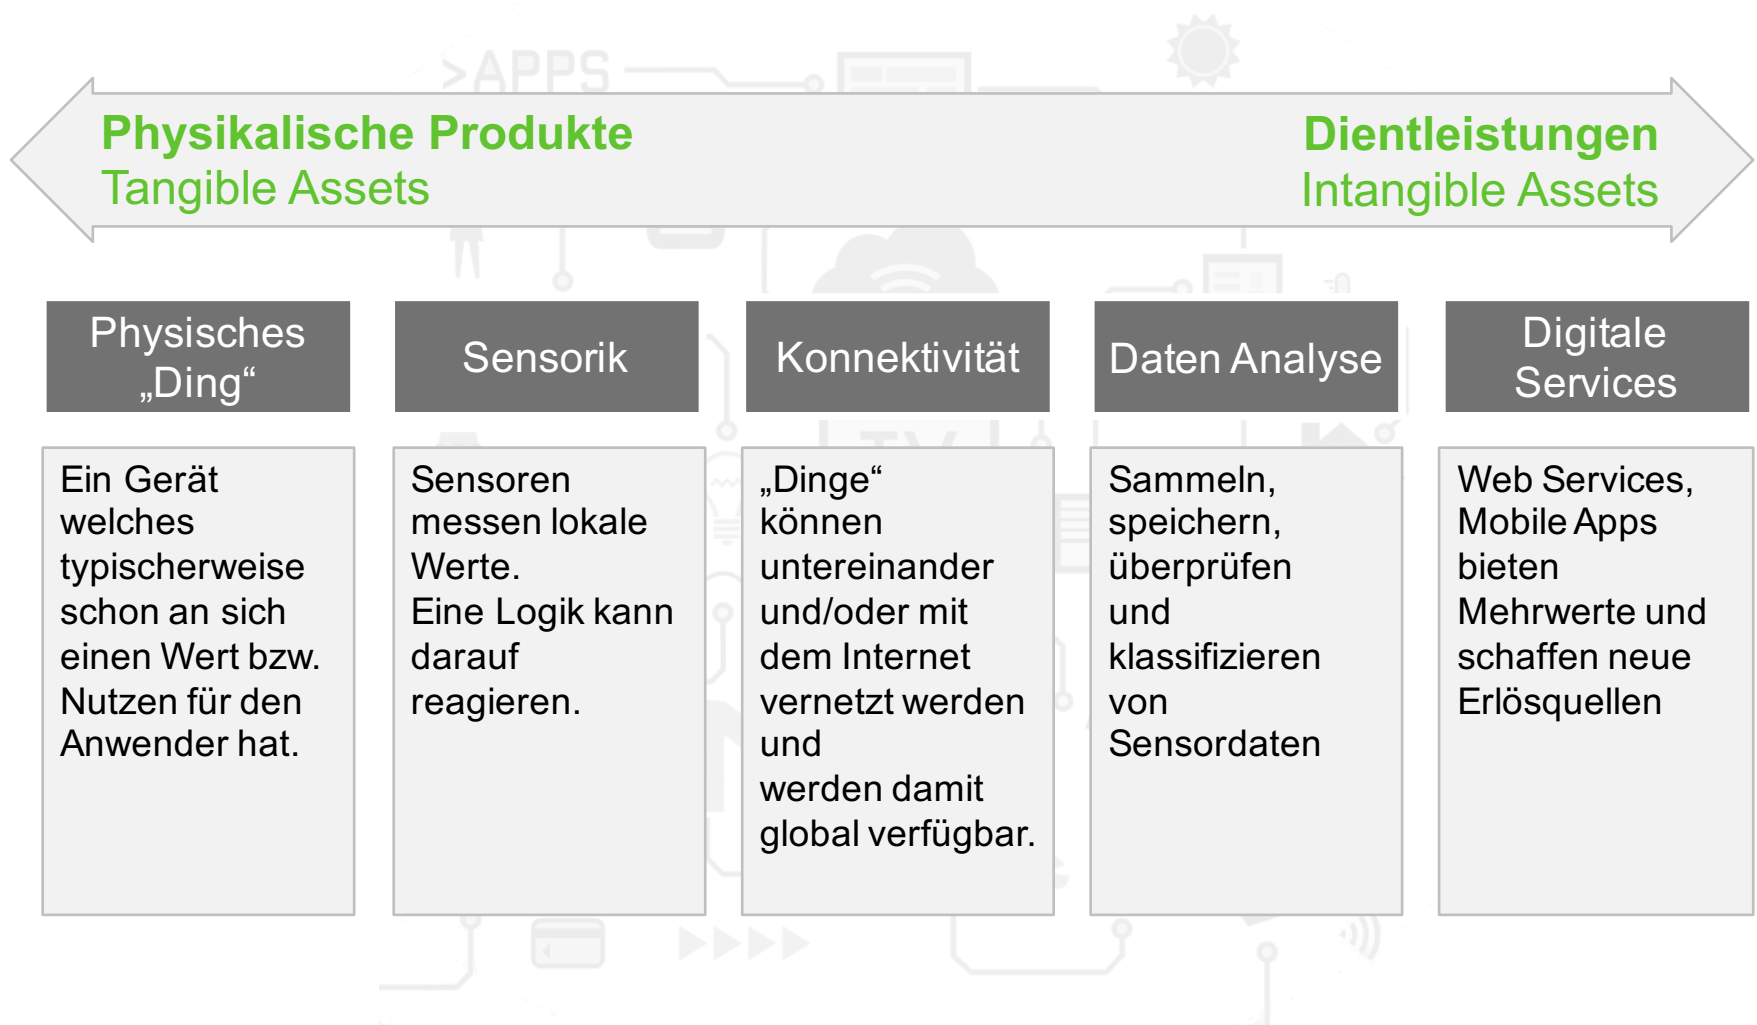 >APPS
Physikalische Produkte
Tangible Assets
Dientleistungen
Intangible Assets
Physisches
„Ding“
Sensorik
Konnektivität
Daten Analyse
Digitale
Services
TV
Ein Gerät
welches
typischerweise
schon an sich
einen Wert bzw.
Nutzen für den
Anwender hat.
Sensoren
messen lokale
Werte.
Eine Logik kann
darauf
reagieren.
„Dinge“
können
untereinander
und/oder mit
dem Internet
vernetzt werden
und
werden damit
global verfügbar.
Sammeln,
speichern,
überprüfen
und
klassifizieren
von
Sensordaten
Web Services,
Mobile Apps
bieten
Mehrwerte und
schaffen neue
Erlösquellen